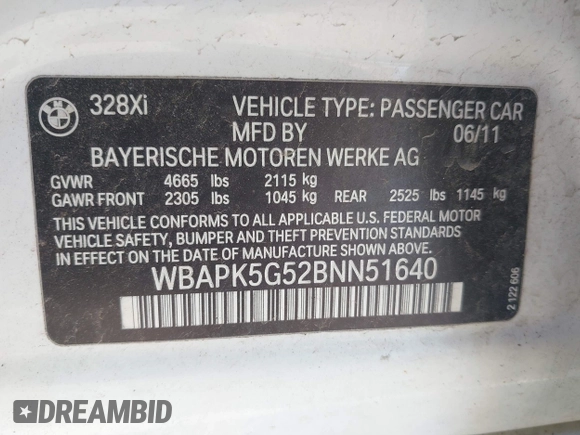 328Xi VEHICLE TYPE: PASSENGER CAR
MFD BY 06/11
BAYERISCHE MOTOREN WERKE AG
GVWR 4665 lbs 2115 kg
GAWR FRONT 2305 lbs 1045 kg REAR 2525 lbs 1145 kg
THIS VEHICLE CONFORMS TO ALL APPLICABLE U.S. FEDERAL MOTOR
VEHICLE SAFETY, BUMPER AND THEFT PREVENTION STANDARDS
IN EFFECT ON THE DATE OF MANUFACTURE SHOWN ABOVE.
WBAPK5G52BNN51640
2 122 606
DREAMBID